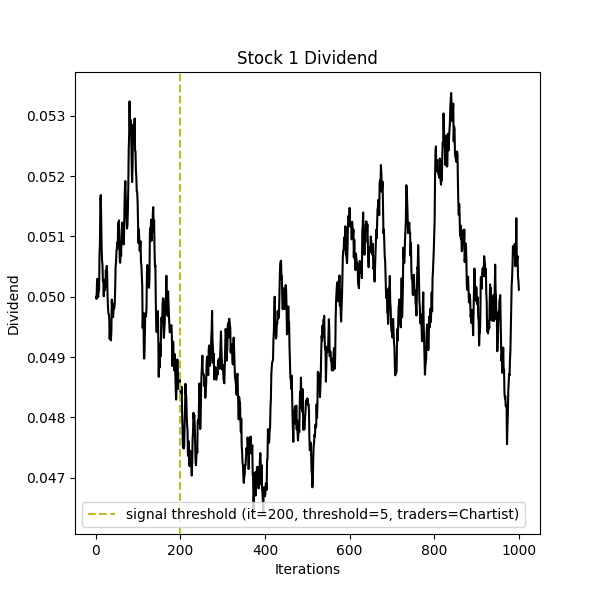 Stock 1 Dividend
0.053
0.052
0.051
0.050
0.049
0.048
0.047
Dividend
signal threshold (it=200, threshold=5, traders=Chartist)
0 200 400 600 800 1000
Iterations